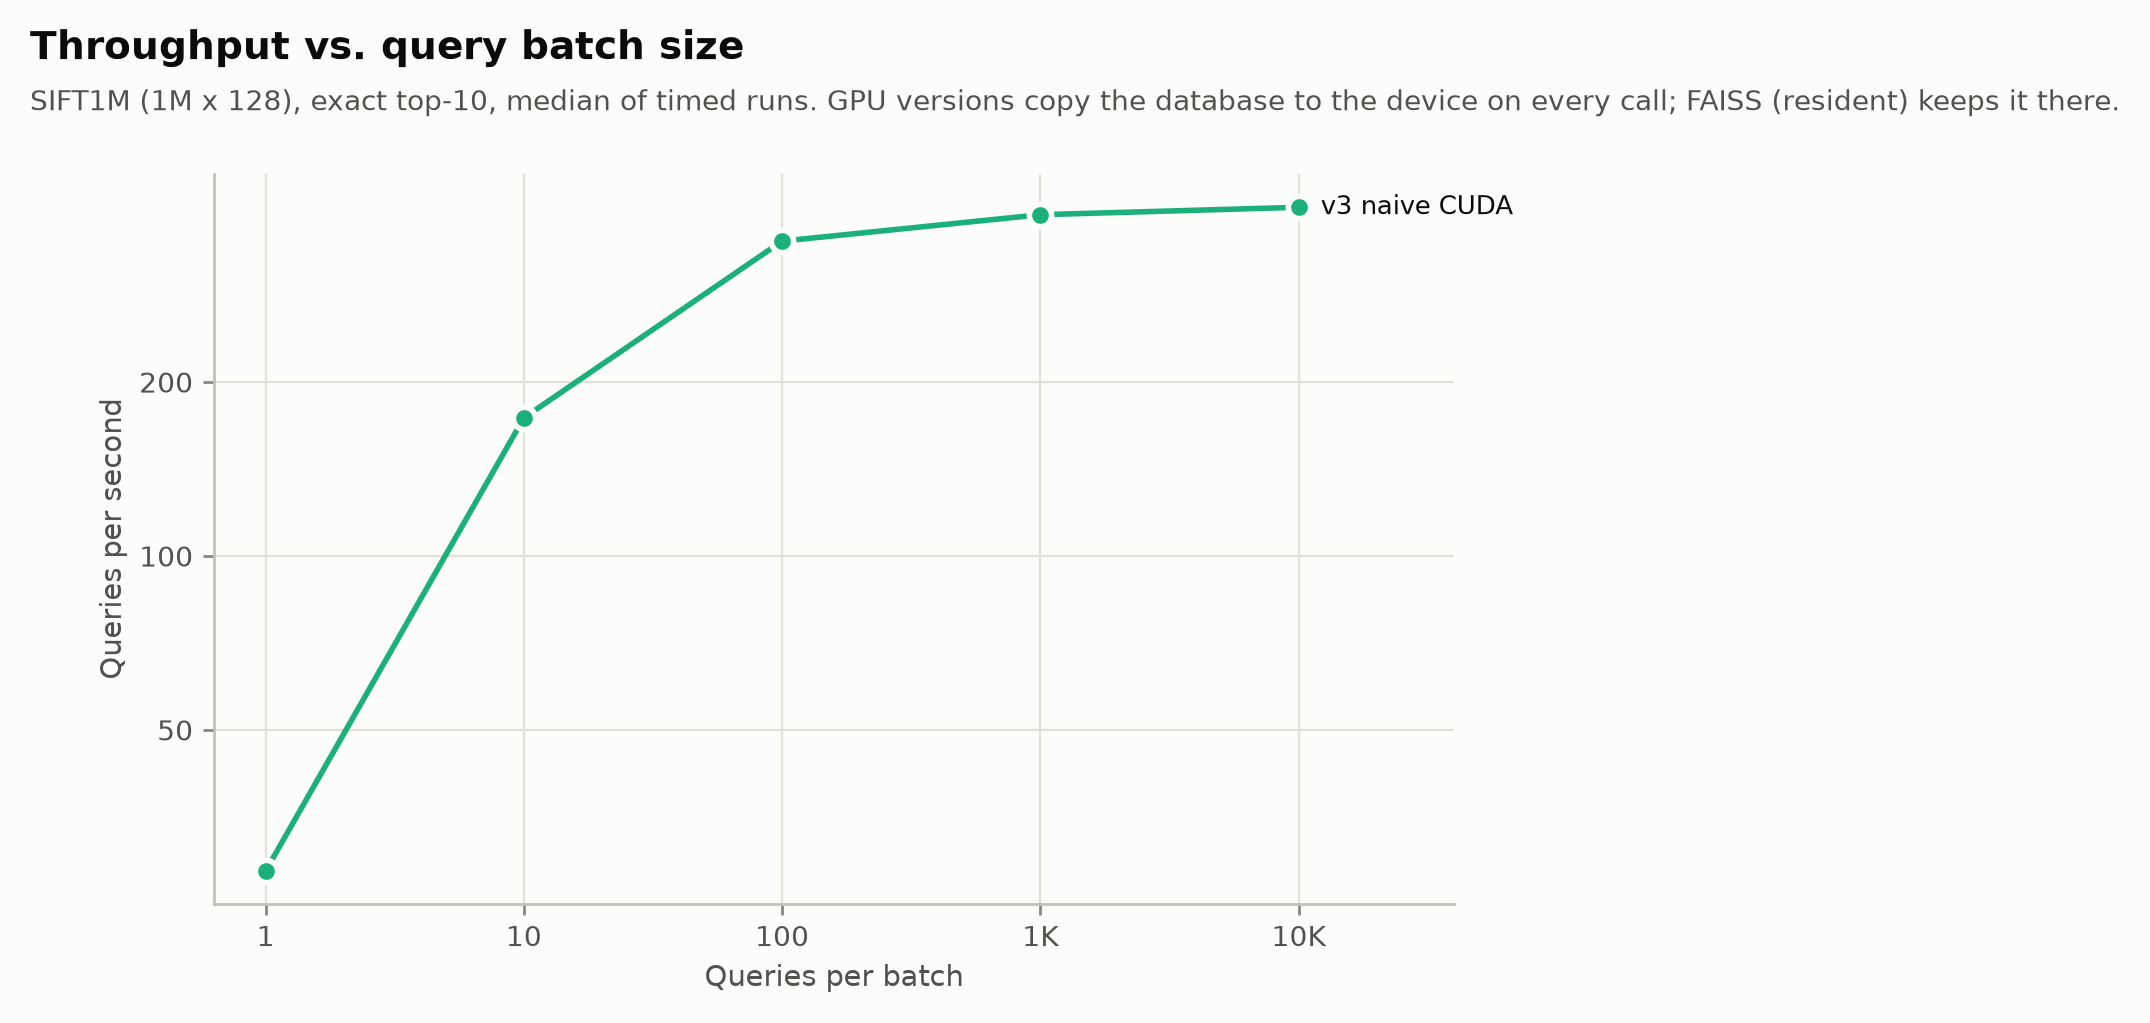 Throughput vs. query batch size
SIFT1M (1M x 128), exact top-10, median of timed runs. GPU versions copy the database to the device on every call; FAISS (resident) keeps it there.
v3 naive CUDA
200
100
50
Queries per second
1 10 100 1K 10K
Queries per batch